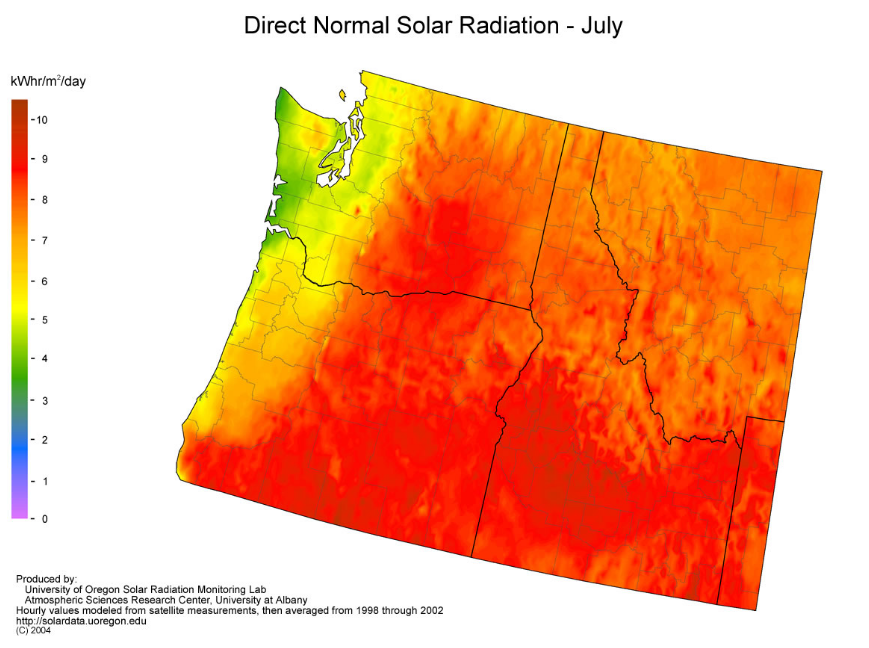 Direct Normal Solar Radiation - July
kWhr/m²/day
10
9
8
7
6
5
4
3
2
1
0
Produced by:
University of Oregon Solar Radiation Monitoring Lab
Atmospheric Sciences Research Center, University at Albany
Hourly values modeled from satellite measurements, then averaged from 1998 through 2002
http://solardata.uoregon.edu
(C) 2004